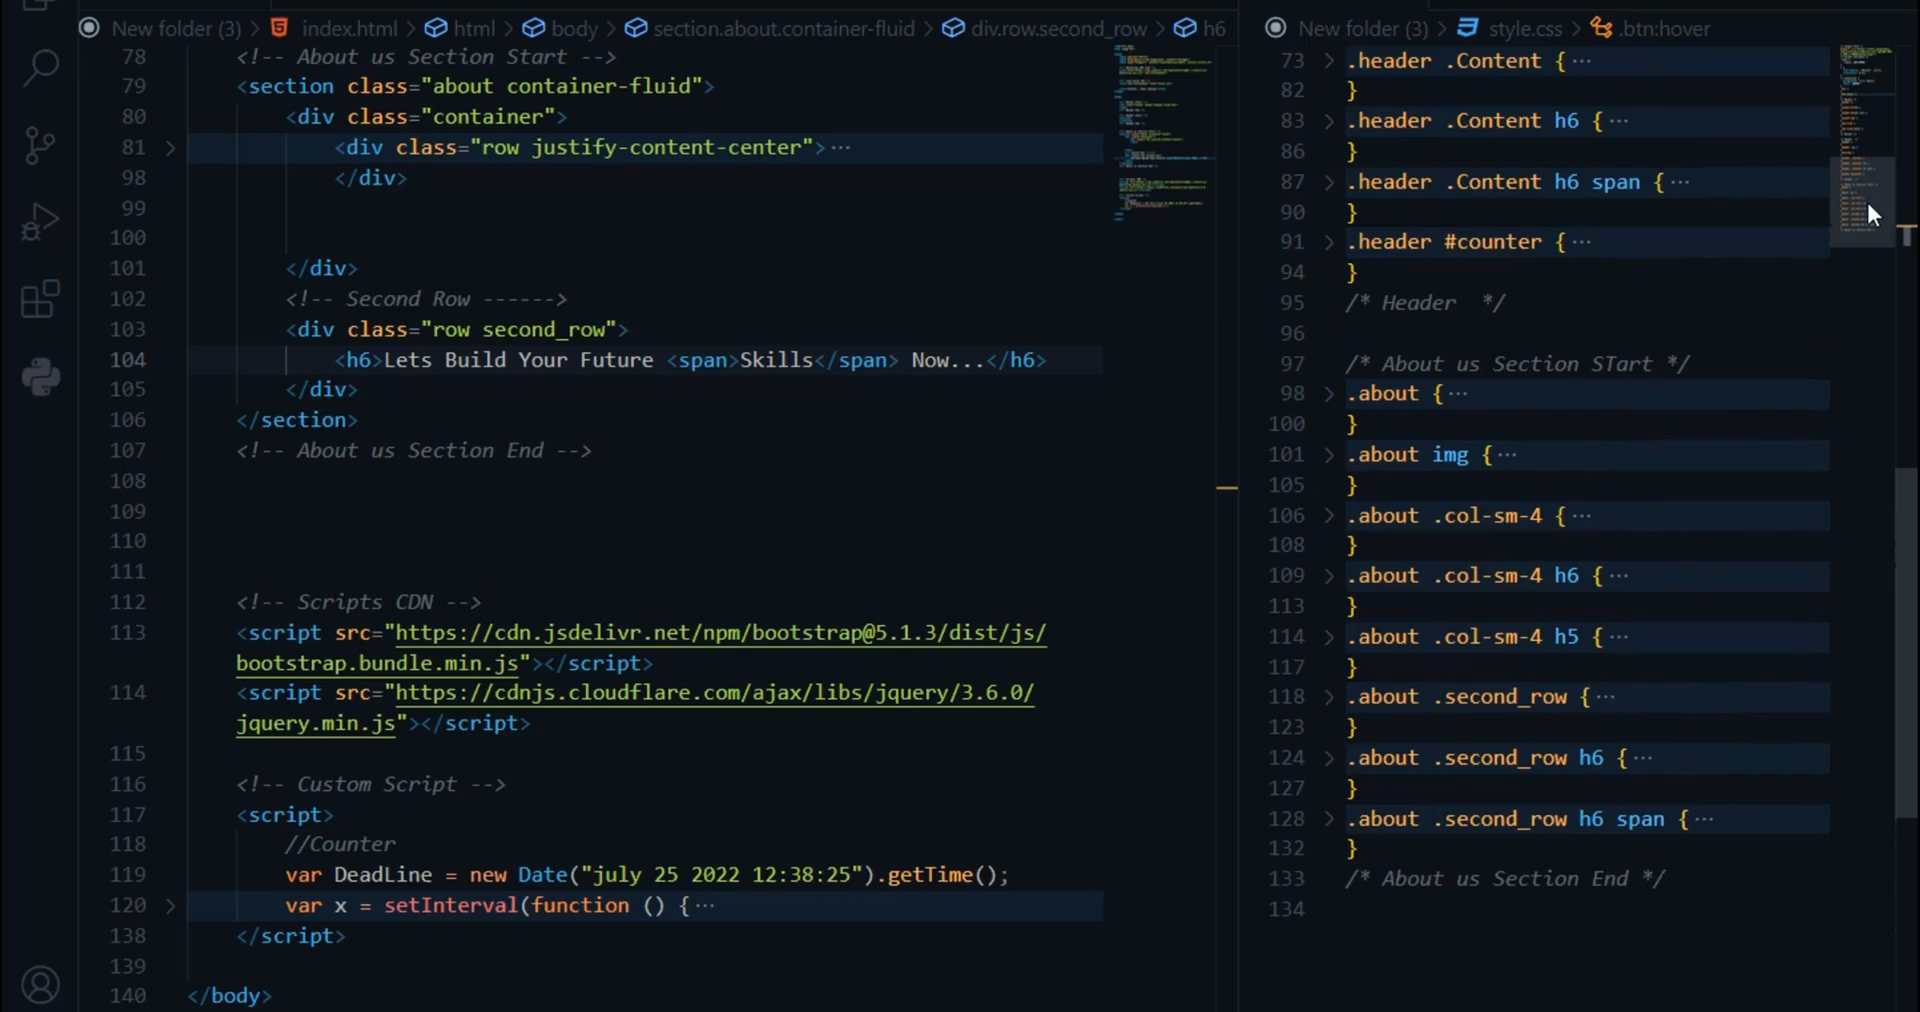 New folder (3) > index.html > html > body > section.about.container-fluid > div.row.second_row > h6
78 <!-- About us Section Start -->
79 <section class="about container-fluid">
80 <div class="container">
81 > <div class="row justify-content-center">···
98 </div>
99
100
101 </div>
102 <!-- Second Row ------>
103 <div class="row second_row">
104 <h6>Lets Build Your Future <span>Skills</span> Now...</h6>
105 </div>
106 </section>
107 <!-- About us Section End -->
108
109
110
111
112 <!-- Scripts CDN -->
113 <script src="https://cdn.jsdelivr.net/npm/bootstrap@5.1.3/dist/js/
bootstrap.bundle.min.js"></script>
114 <script src="https://cdnjs.cloudflare.com/ajax/libs/jquery/3.6.0/
jquery.min.js"></script>
115
116 <!-- Custom Script -->
117 <script>
118 //Counter
119 var DeadLine = new Date("july 25 2022 12:38:25").getTime();
120 > var x = setInterval(function () {···
138 </script>
139
140 </body>
New folder (3) > style.css > .btn:hover
73 > .header .Content {···
82 }
83 > .header .Content h6 {···
86 }
87 > .header .Content h6 span {···
90 }
91 > .header #counter {···
94 }
95 /* Header  */
96
97 /* About us Section STart */
98 > .about {···
100 }
101 > .about img {···
105 }
106 > .about .col-sm-4 {···
108 }
109 > .about .col-sm-4 h6 {···
113 }
114 > .about .col-sm-4 h5 {···
117 }
118 > .about .second_row {···
123 }
124 > .about .second_row h6 {···
127 }
128 > .about .second_row h6 span {···
132 }
133 /* About us Section End */
134